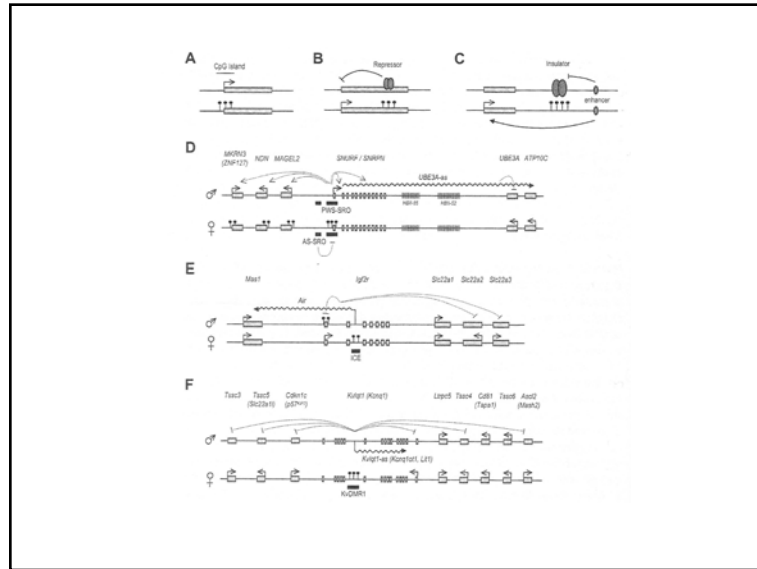 A
B
C
CpG Island
Repressor
Insulator
enhancer
D
MKRN3
(ZNF127)
NDN
MAGEL2
SNURF / SNRPN
UBE3A
ATP10C
UBE3A-as
PWS-SRO
AS-SRO
E
Mas1
Igf2r
Slc22a1
Slc22a2
Slc22a3
Air
ICE
F
Tssc3
Tssc5
(Slc22a1l)
Cdkn1c
Kvlqt1 (Kcnq1)
Tssc4
Cd81
(Tapa1)
Tssc6
Ascl2
(Mash2)
Kvlqt1-as (Kcnq1ot1, Lit1)
KvDMR1